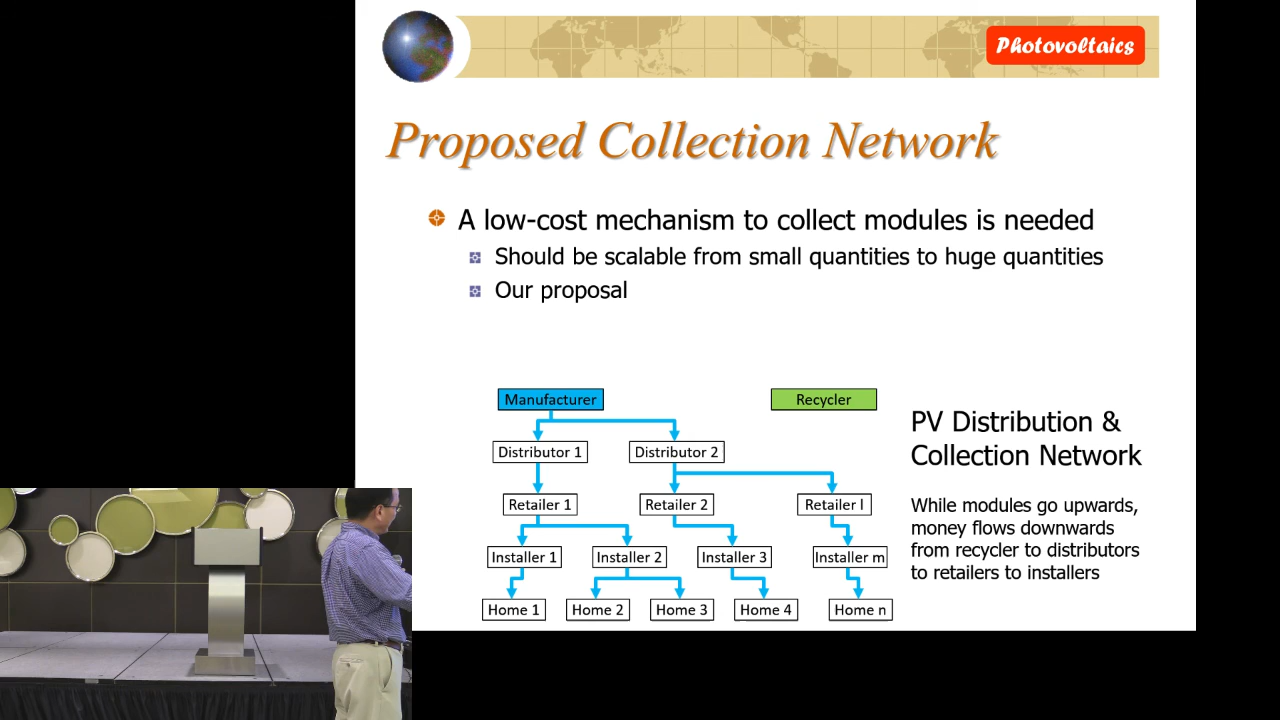 Photovoltaics
Proposed Collection Network
A low-cost mechanism to collect modules is needed
Should be scalable from small quantities to huge quantities
Our proposal
Manufacturer
Recycler
Distributor 1
Distributor 2
Retailer 1
Retailer 2
Retailer l
Installer 1
Installer 2
Installer 3
Installer m
Home 1
Home 2
Home 3
Home 4
Home n
PV Distribution &
Collection Network
While modules go upwards,
money flows downwards
from recycler to distributors
to retailers to installers